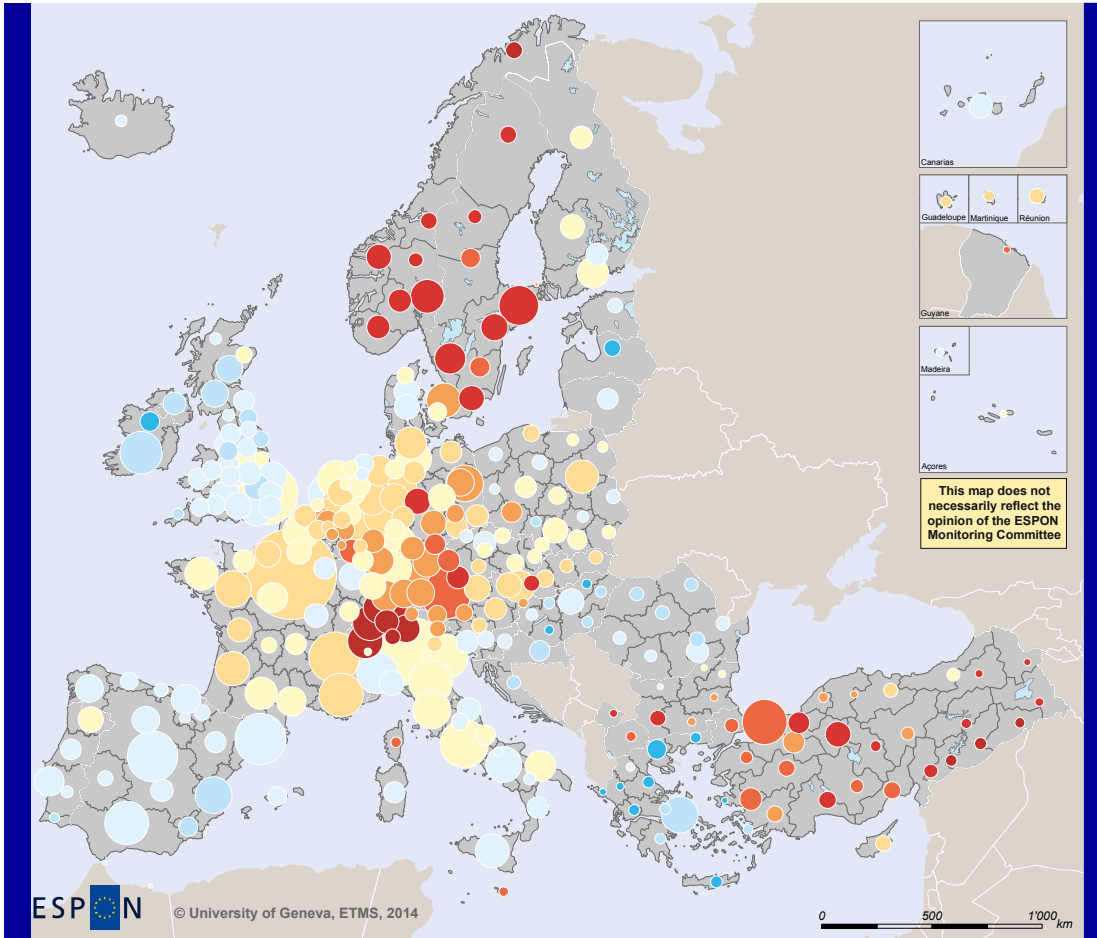 Canarias
Guadeloupe
Martinique
Réunion
Guyane
Madeira
Açores
This map does not
necessarily reflect the
opinion of the ESPON
Monitoring Committee
ESPON
© University of Geneva, ETMS, 2014
0 500 1'000
km